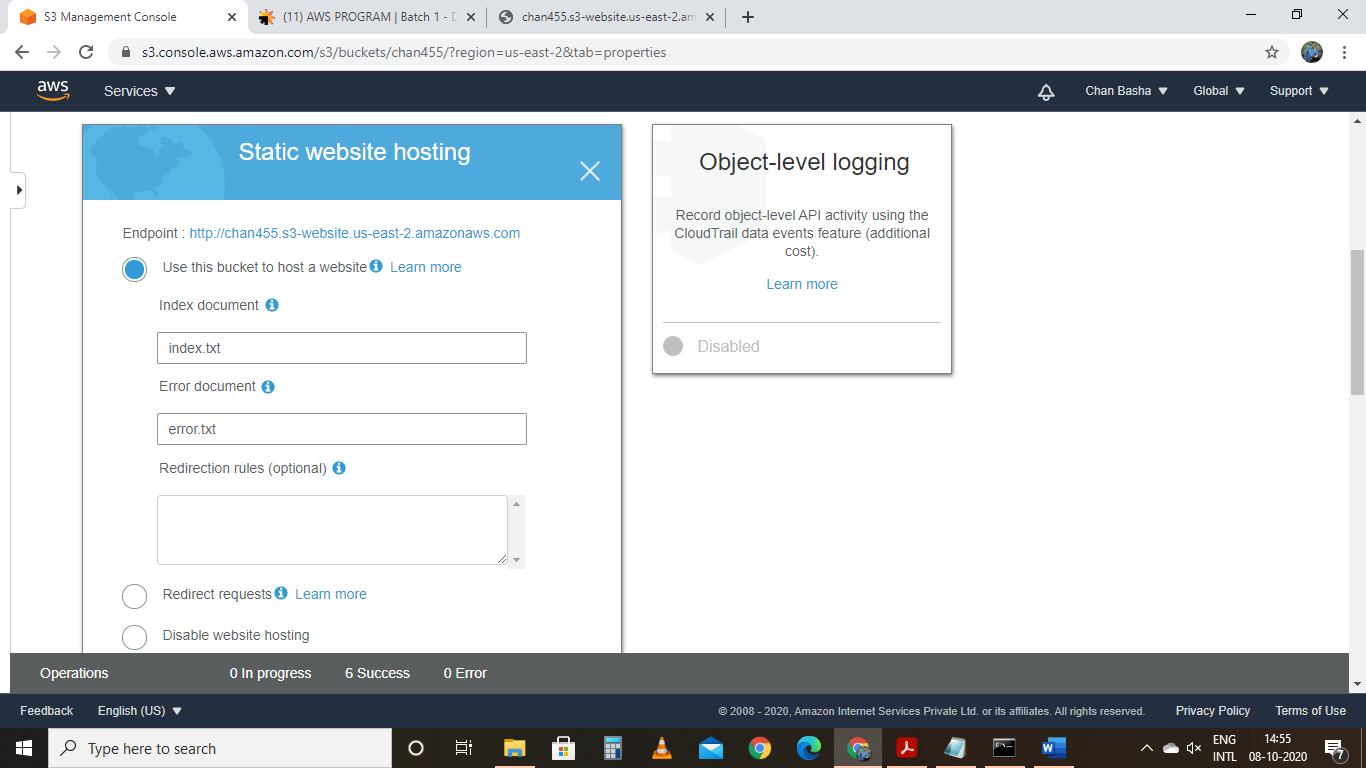 S3 Management Console
(11) AWS PROGRAM | Batch 1 - D
chan455.s3-website.us-east-2.am
s3.console.aws.amazon.com/s3/buckets/chan455/?region=us-east-2&tab=properties
aws
Services
Chan Basha
Global
Support
Static website hosting
Endpoint : http://chan455.s3-website.us-east-2.amazonaws.com
Use this bucket to host a website Learn more
Index document
index.txt
Error document
error.txt
Redirection rules (optional)
Redirect requests Learn more
Disable website hosting
Object-level logging
Record object-level API activity using the
CloudTrail data events feature (additional
cost).
Learn more
Disabled
Operations
0 In progress
6 Success
0 Error
Feedback
English (US)
© 2008 - 2020, Amazon Internet Services Private Ltd. or its affiliates. All rights reserved.
Privacy Policy
Terms of Use
Type here to search
ENG
INTL
14:55
08-10-2020
7